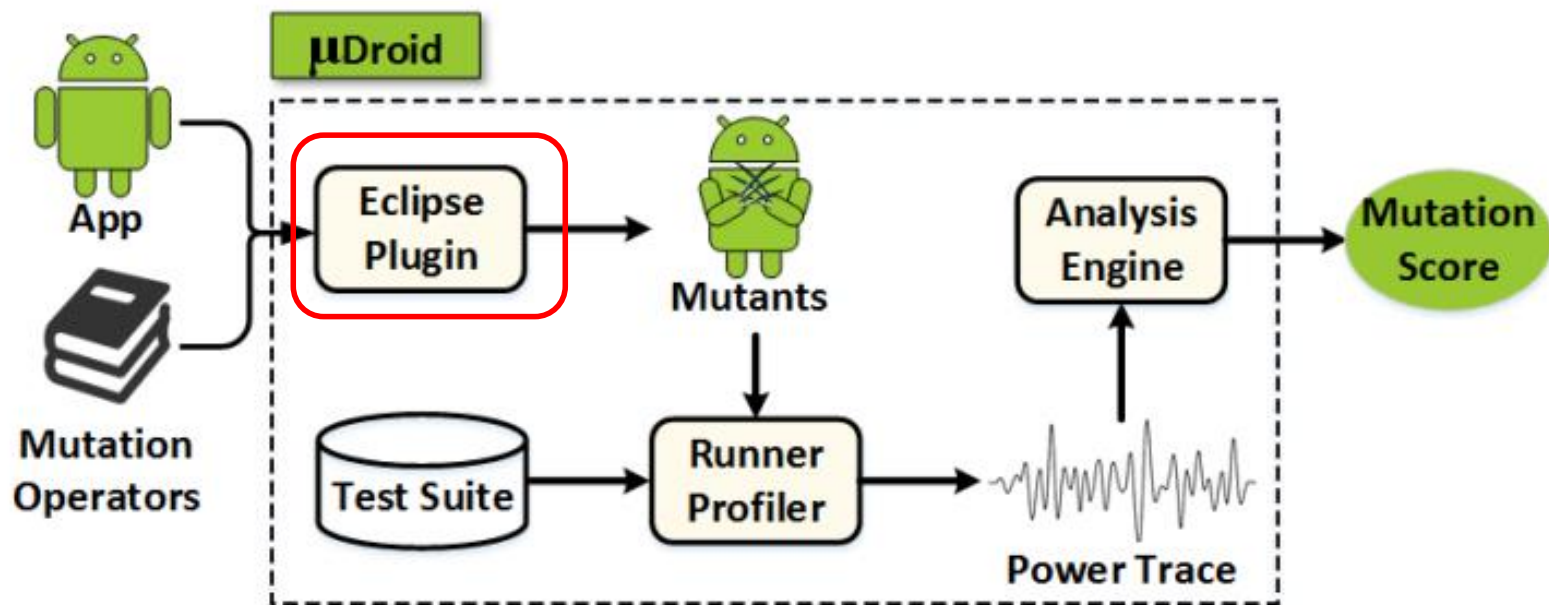 µDroid
App
Eclipse
Plugin
Mutants
Analysis
Engine
Mutation
Score
Mutation
Operators
Test Suite
Runner
Profiler
Power Trace